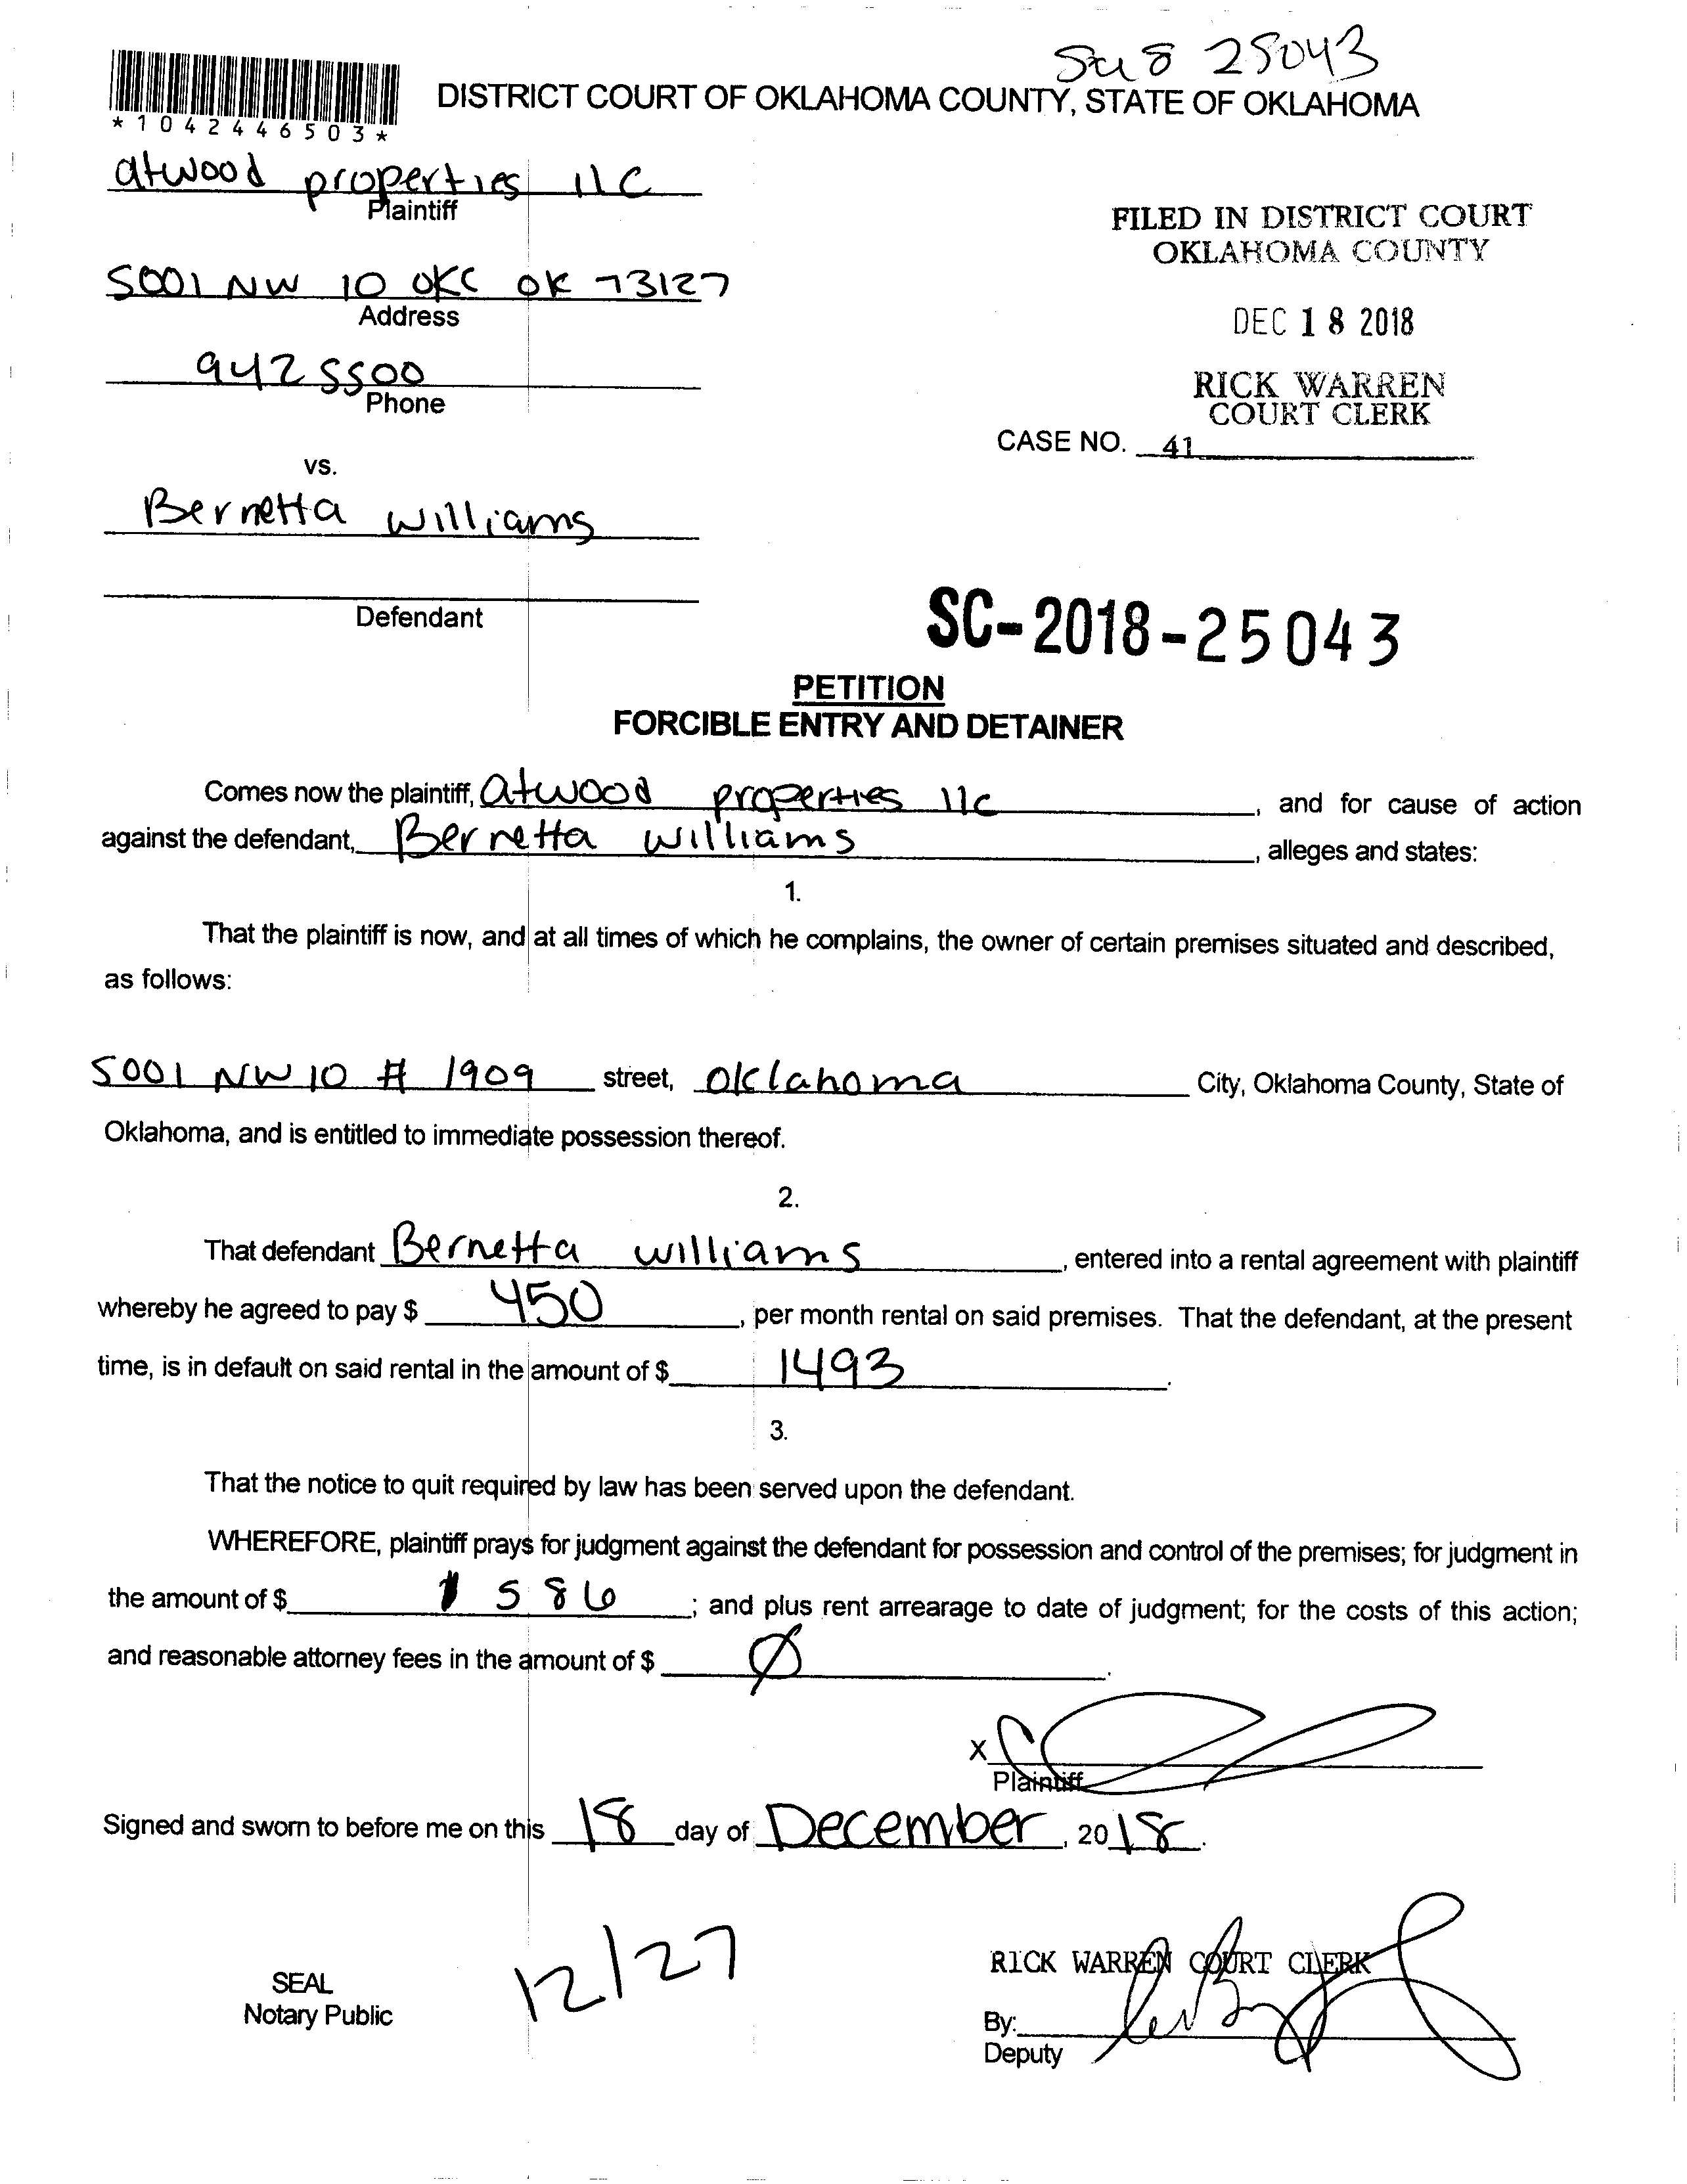 SC18 25043
*1042446503*
DISTRICT COURT OF OKLAHOMA COUNTY, STATE OF OKLAHOMA
atwood properties llc
Plaintiff
FILED IN DISTRICT COURT
OKLAHOMA COUNTY
5001 NW 10 OKC OK 73127
Address
DEC 18 2018
942 5500
Phone
RICK WARREN
COURT CLERK
CASE NO. 41
vs.
Bernetta williams
Defendant
SC-2018-25043
PETITION
FORCIBLE ENTRY AND DETAINER
Comes now the plaintiff, atwood properties llc, and for cause of action
against the defendant, Bernetta williams, alleges and states:
1.
That the plaintiff is now, and at all times of which he complains, the owner of certain premises situated and described,
as follows:
5001 NW 10 # 1909 street, Oklahoma City, Oklahoma County, State of
Oklahoma, and is entitled to immediate possession thereof.
2.
That defendant Bernetta williams, entered into a rental agreement with plaintiff
whereby he agreed to pay $ 450, per month rental on said premises. That the defendant, at the present
time, is in default on said rental in the amount of $ 1493.
3.
That the notice to quit required by law has been served upon the defendant.
WHEREFORE, plaintiff prays for judgment against the defendant for possession and control of the premises; for judgment in
the amount of $ 1586; and plus rent arrearage to date of judgment; for the costs of this action;
and reasonable attorney fees in the amount of $ Ø.
X
Plaintiff
Signed and sworn to before me on this 18 day of December, 2018.
12/27
SEAL
Notary Public
RICK WARREN COURT CLERK
By:
Deputy